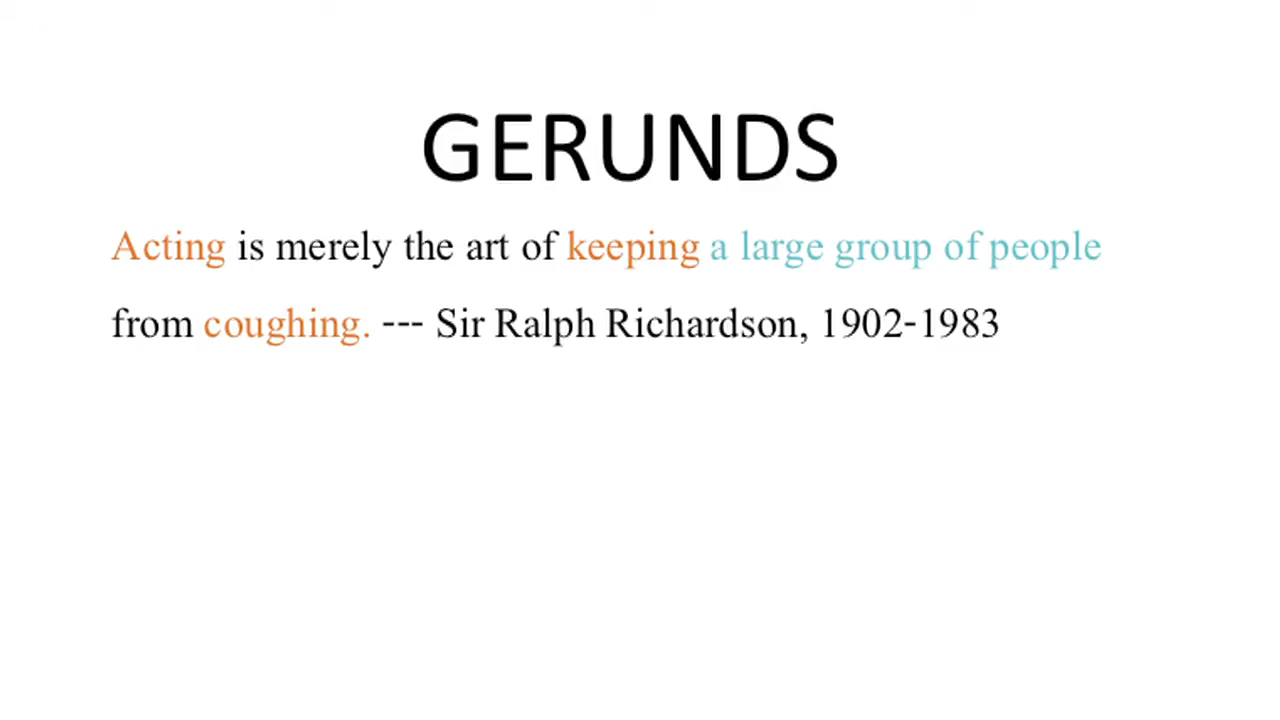 GERUNDS
Acting is merely the art of keeping a large group of people
from coughing. --- Sir Ralph Richardson, 1902-1983